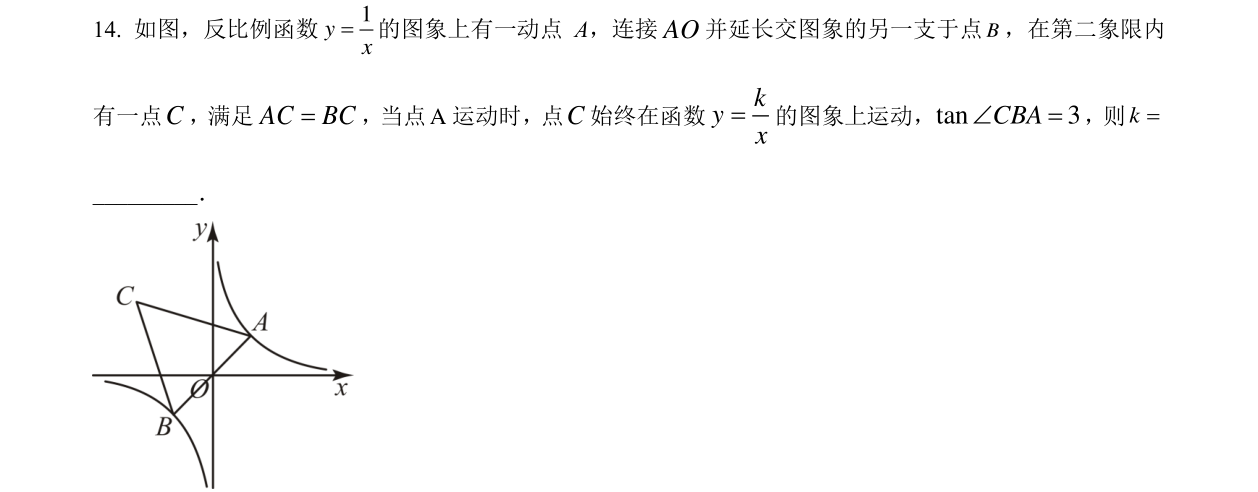 14. 如图，反比例函数 y = 1/x 的图象上有一动点 A，连接 AO 并延长交图象的另一支于点 B，在第二象限内
有一点 C，满足 AC = BC，当点 A 运动时，点 C 始终在函数 y = k/x 的图象上运动，tan∠CBA = 3，则 k =
________.
y
C
A
O
x
B